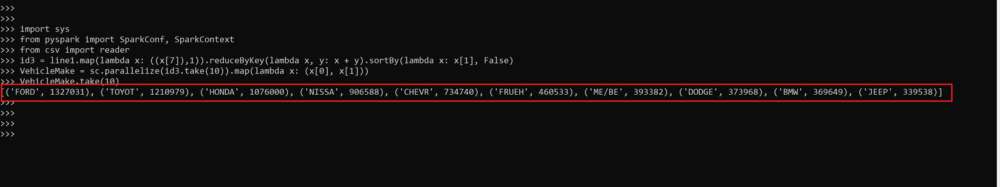 >>>
>>>
>>> import sys
>>> from pyspark import SparkConf, SparkContext
>>> from csv import reader
>>> id3 = line1.map(lambda x: ((x[7]),1)).reduceByKey(lambda x, y: x + y).sortBy(lambda x: x[1], False)
>>> VehicleMake = sc.parallelize(id3.take(10)).map(lambda x: (x[0], x[1]))
>>> VehicleMake.take(10)
[('FORD', 1327031), ('TOYOT', 1210979), ('HONDA', 1076000), ('NISSA', 906588), ('CHEVR', 734740), ('FRUEH', 460533), ('ME/BE', 393382), ('DODGE', 373968), ('BMW', 369649), ('JEEP', 339538)]
>>>
>>>
>>>
>>>